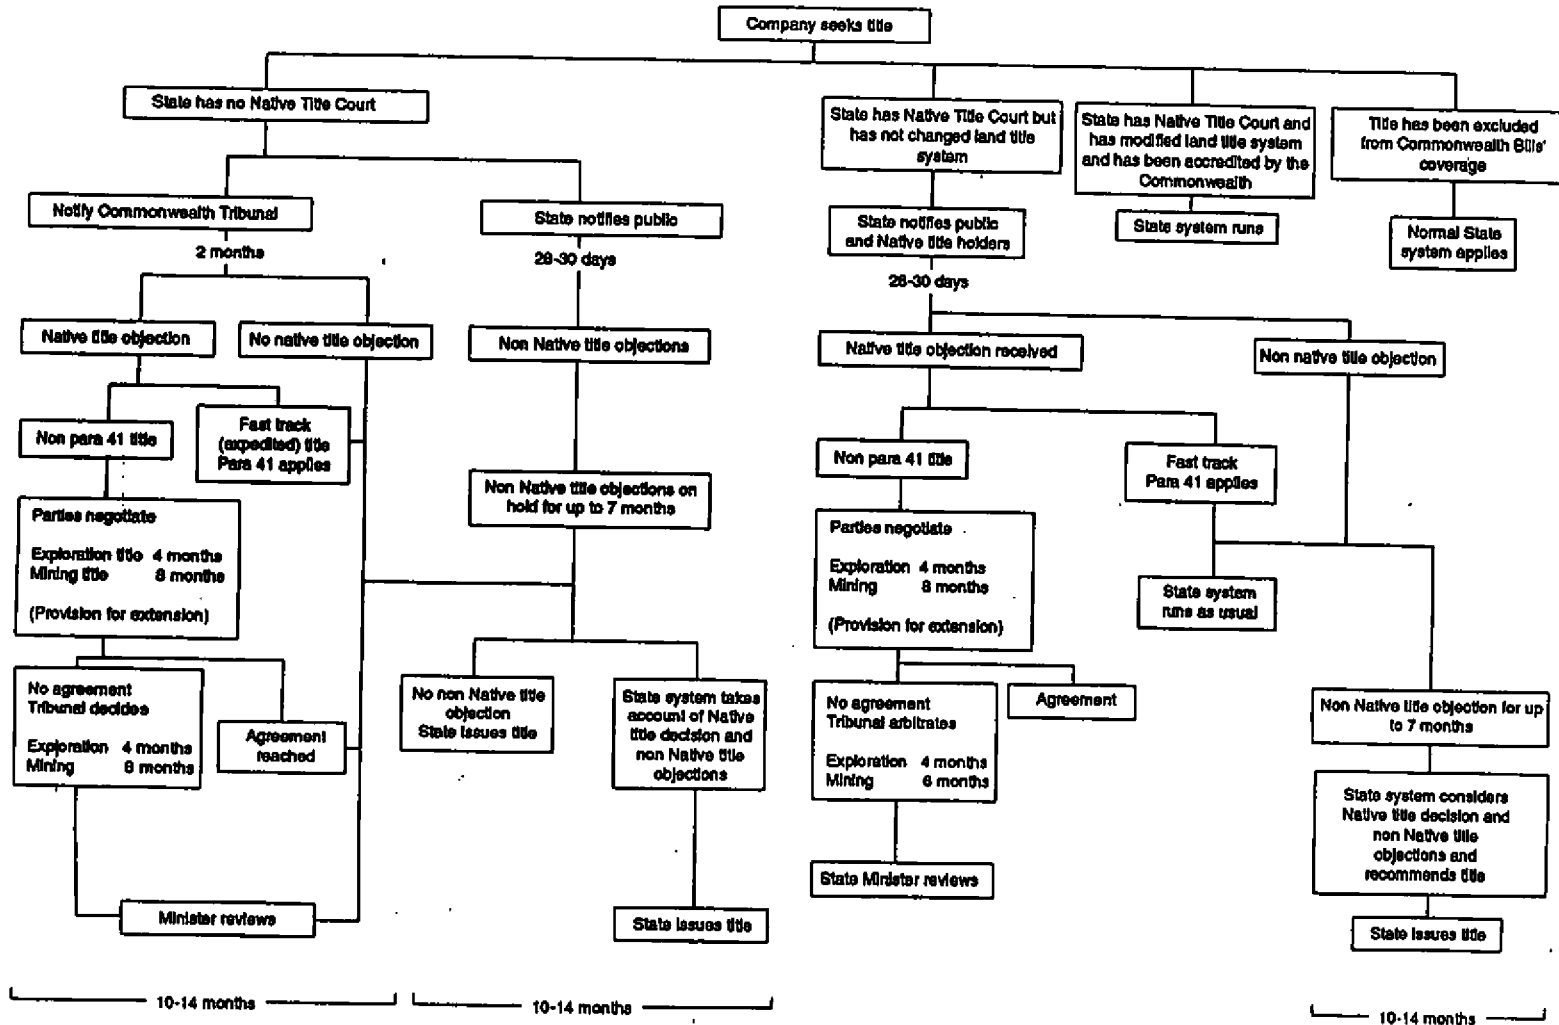 Company seeks title
State has no Native Title Court
State has Native Title Court but
has not changed land title
system
State has Native Title Court and
has modified land title system
and has been accredited by the
Commonwealth
Title has been excluded
from Commonwealth Bills'
coverage
Notify Commonwealth Tribunal
State notifies public
State notifies public
and Native title holders
State system runs
Normal State
system applies
2 months
28-30 days
28-30 days
Native title objection
No native title objection
Non Native title objections
Native title objection received
Non native title objection
Non para 41 title
Fast track
(expedited) title
Para 41 applies
Non Native title objections on
hold for up to 7 months
Non para 41 title
Fast track
Para 41 applies
Parties negotiate
Exploration title 4 months
Mining title 8 months
(Provision for extension)
Parties negotiate
Exploration 4 months
Mining 8 months
(Provision for extension)
State system
runs as usual
No agreement
Tribunal decides
Exploration 4 months
Mining 8 months
Agreement
reached
No non Native title
objection
State issues title
State system takes
account of Native
title decision and
non Native title
objections
No agreement
Tribunal arbitrates
Exploration 4 months
Mining 6 months
Agreement
Non Native title objection for up
to 7 months
State system considers
Native title decision and
non Native title
objections and
recommends title
Minister reviews
State issues title
State Minister reviews
State issues title
10-14 months
10-14 months
10-14 months